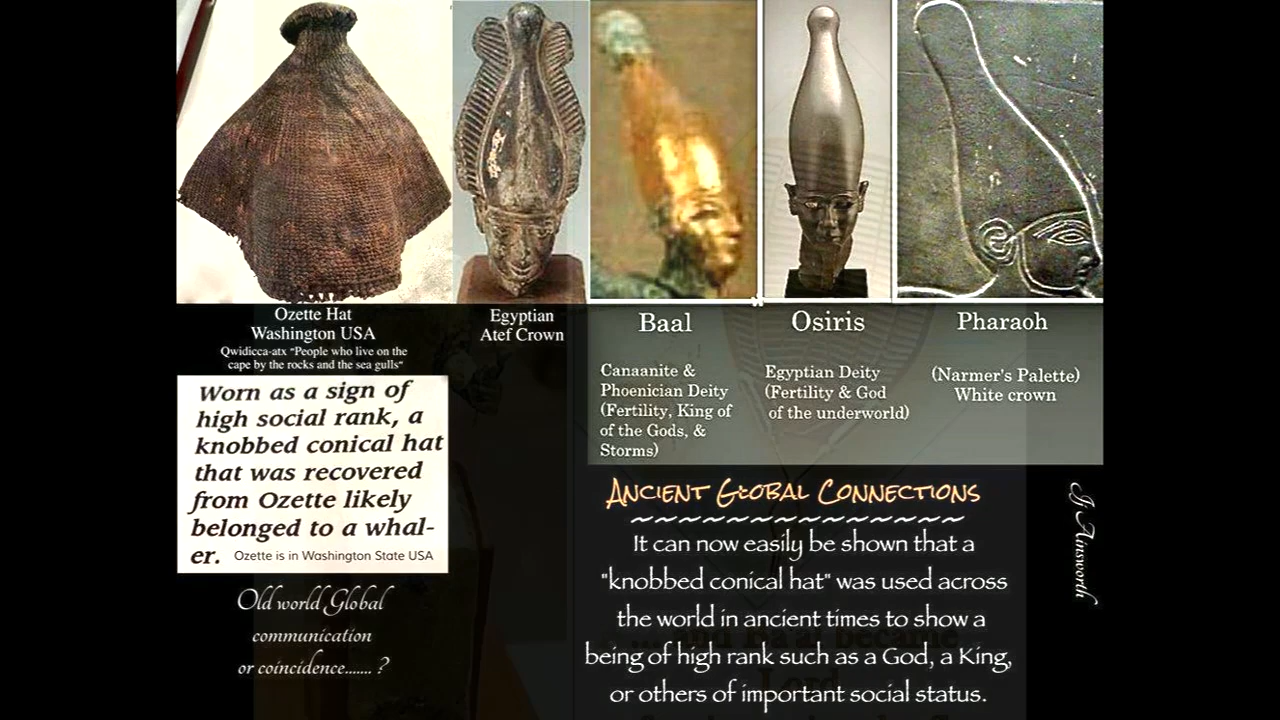 Ozette Hat
Washington USA
Qwidicca-atx "People who live on the
cape by the rocks and the sea gulls"
Worn as a sign of
high social rank, a
knobbed conical hat
that was recovered
from Ozette likely
belonged to a whal-
er. Ozette is in Washington State USA
Old world Global
communication
or coincidence....... ?
Egyptian
Atef Crown
Baal
Canaanite &
Phoenician Deity
(Fertility, King of
of the Gods, &
Storms)
Osiris
Egyptian Deity
(Fertility & God
of the underworld)
Pharaoh
(Narmer's Palette)
White crown
Ancient Global Connections
~~~~~~~~~~~~~~~
It can now easily be shown that a
"knobbed conical hat" was used across
the world in ancient times to show a
being of high rank such as a God, a King,
or others of important social status.